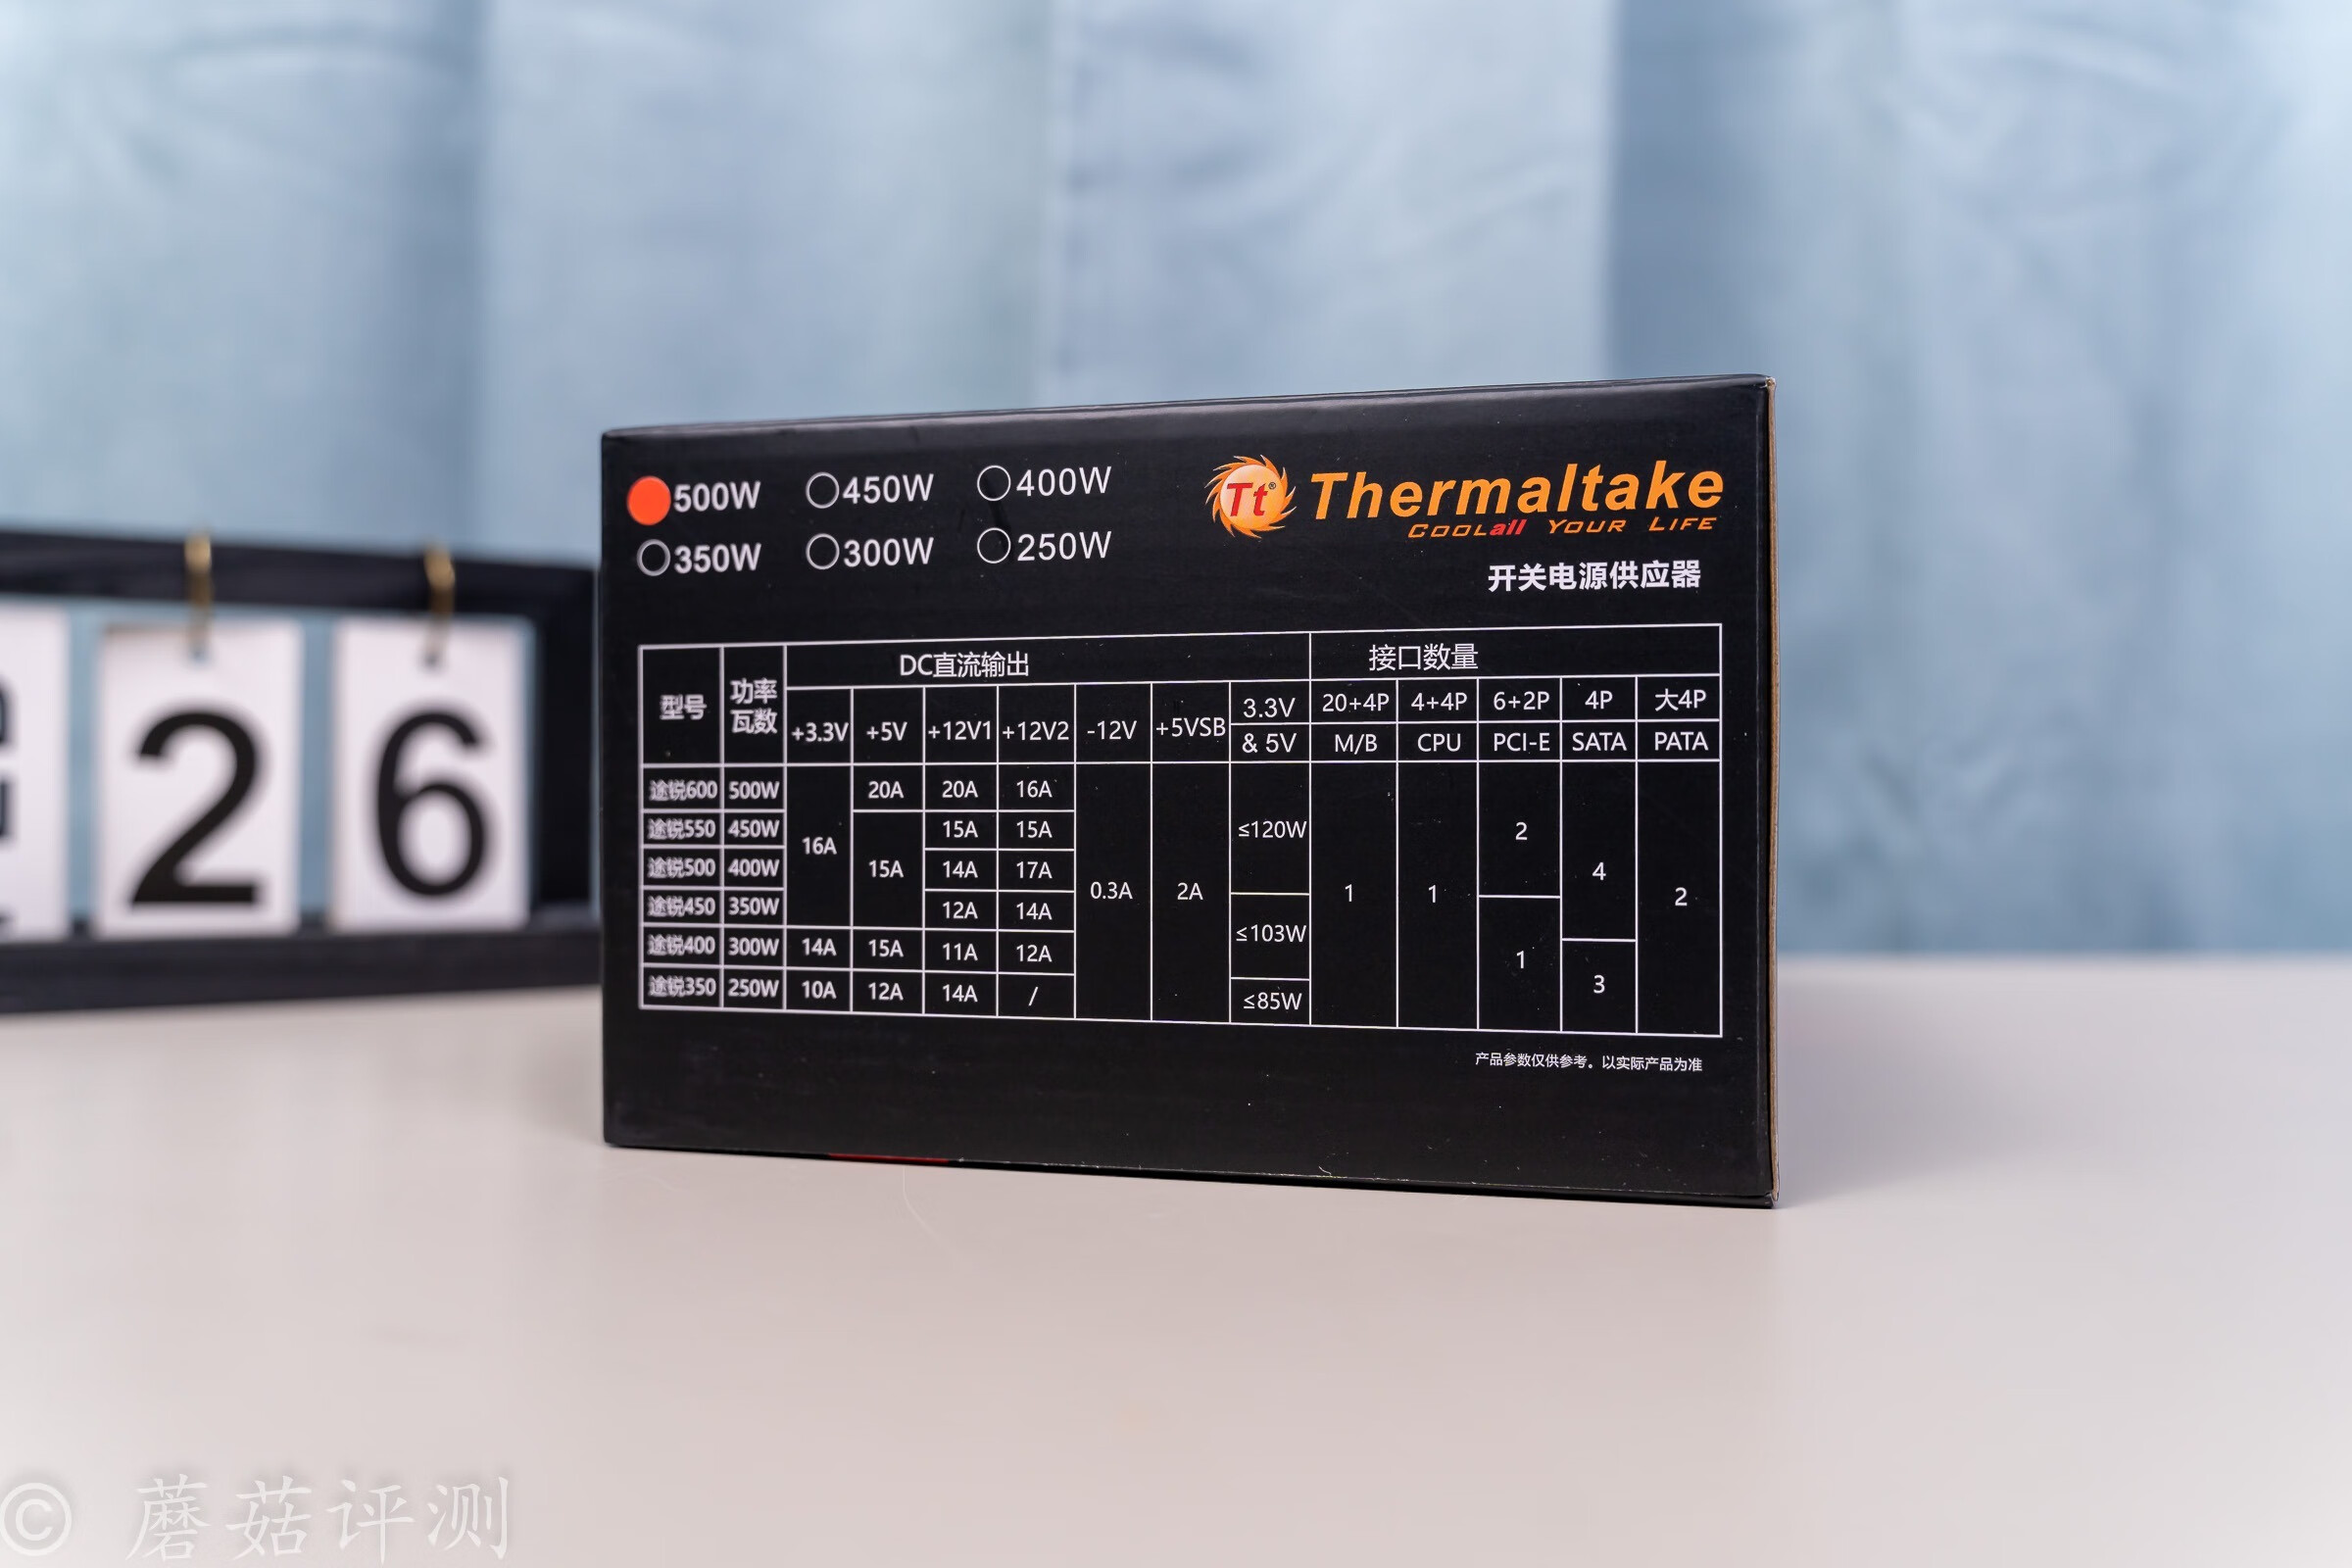 500W 450W 400W
350W 300W 250W
Tt® Thermaltake
COOLall YOUR LIFE
开关电源供应器
型号 功率瓦数 DC直流输出 接口数量
+3.3V +5V +12V1 +12V2 -12V +5VSB 3.3V & 5V 20+4P 4+4P 6+2P 4P 大4P
M/B CPU PCI-E SATA PATA
途锐600 500W 16A 20A 20A 16A 0.3A 2A ≤120W 1 1 2 4 2
途锐550 450W 15A 15A 15A
途锐500 400W 14A 17A
途锐450 350W 12A 14A ≤103W 1
途锐400 300W 14A 15A 11A 12A 3
途锐350 250W 10A 12A 14A / ≤85W
产品参数仅供参考。以实际产品为准
2 6
© 蘑菇评测